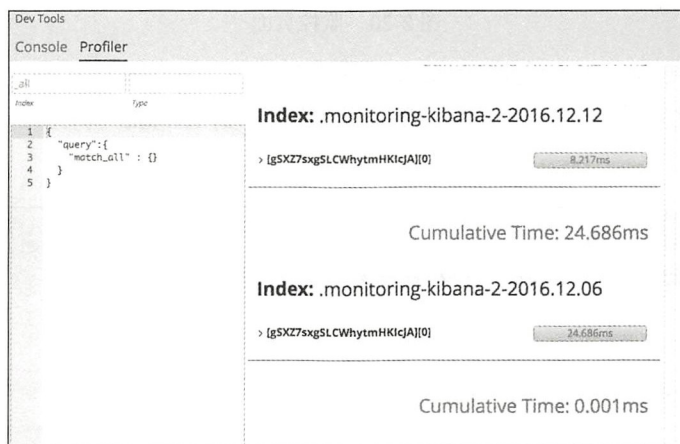 Dev Tools
Console Profiler
_all
Index Type
1 {
2 "query":{
3 "match_all" : {}
4 }
5 }
Index: .monitoring-kibana-2-2016.12.12
> [gSXZ7sxgSLCWhytmHKIcJA][0] 8.217ms
Cumulative Time: 24.686ms
Index: .monitoring-kibana-2-2016.12.06
> [gSXZ7sxgSLCWhytmHKIcJA][0] 24.686ms
Cumulative Time: 0.001ms